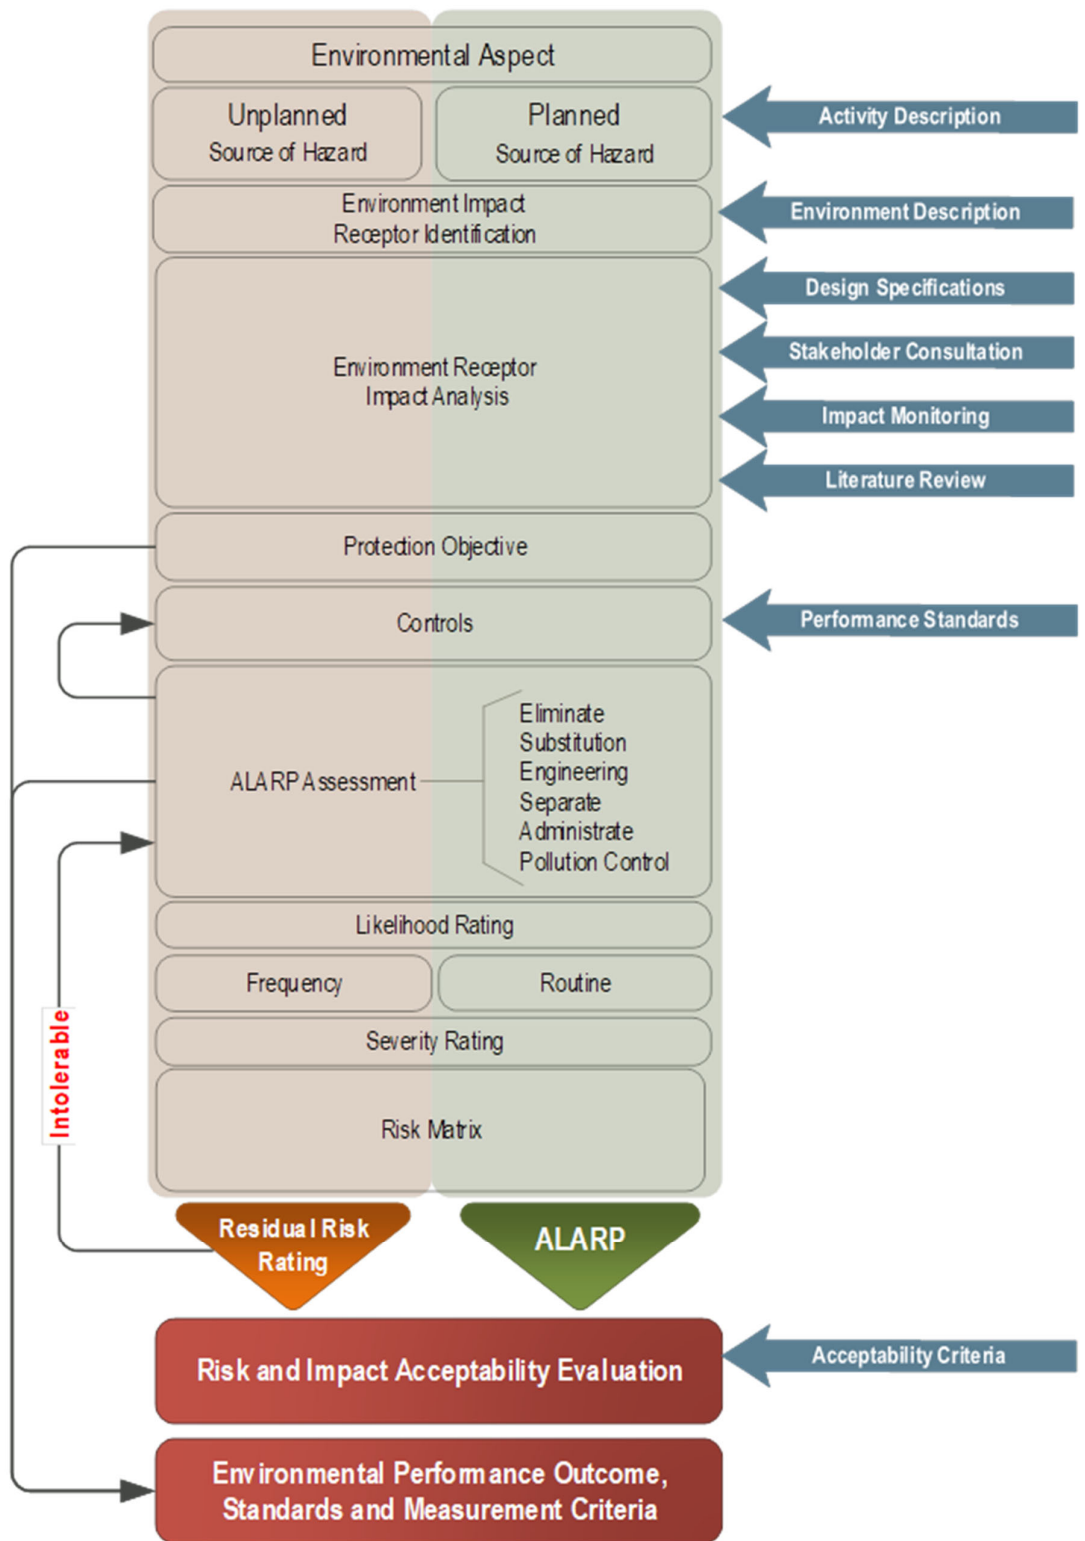 Environmental Aspect
Unplanned
Source of Hazard
Planned
Source of Hazard
Activity Description
Environment Impact
Receptor Identification
Environment Description
Design Specifications
Stakeholder Consultation
Environment Receptor
Impact Analysis
Impact Monitoring
Literature Review
Protection Objective
Controls
Performance Standards
ALARP Assessment
Eliminate
Substitution
Engineering
Separate
Administrate
Pollution Control
Likelihood Rating
Frequency
Routine
Severity Rating
Intolerable
Risk Matrix
Residual Risk
Rating
ALARP
Risk and Impact Acceptability Evaluation
Acceptability Criteria
Environmental Performance Outcome,
Standards and Measurement Criteria